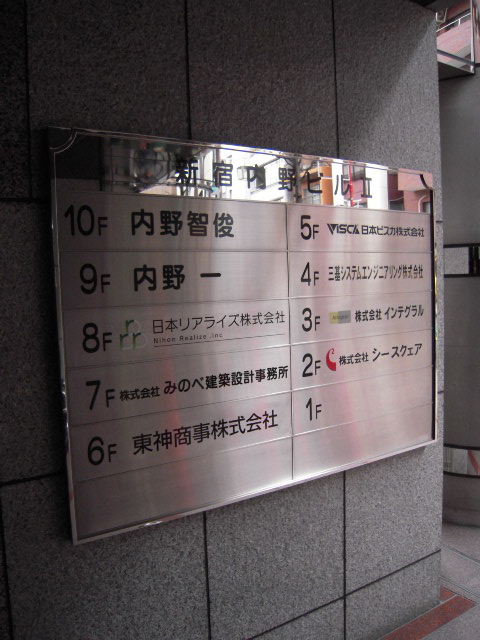 新宿内野ビルⅡ
10F 内野智俊
9F 内野 一
8F rr 日本リアライズ株式会社
Nihon Realize .inc
7F 株式会社 みのべ建築設計事務所
6F 東神商事株式会社
5F VISCA 日本ビスカ株式会社
4F 三基システムエンジニアリング株式会社
3F 株式会社 インテグラル
2F 株式会社 シースクェア
1F